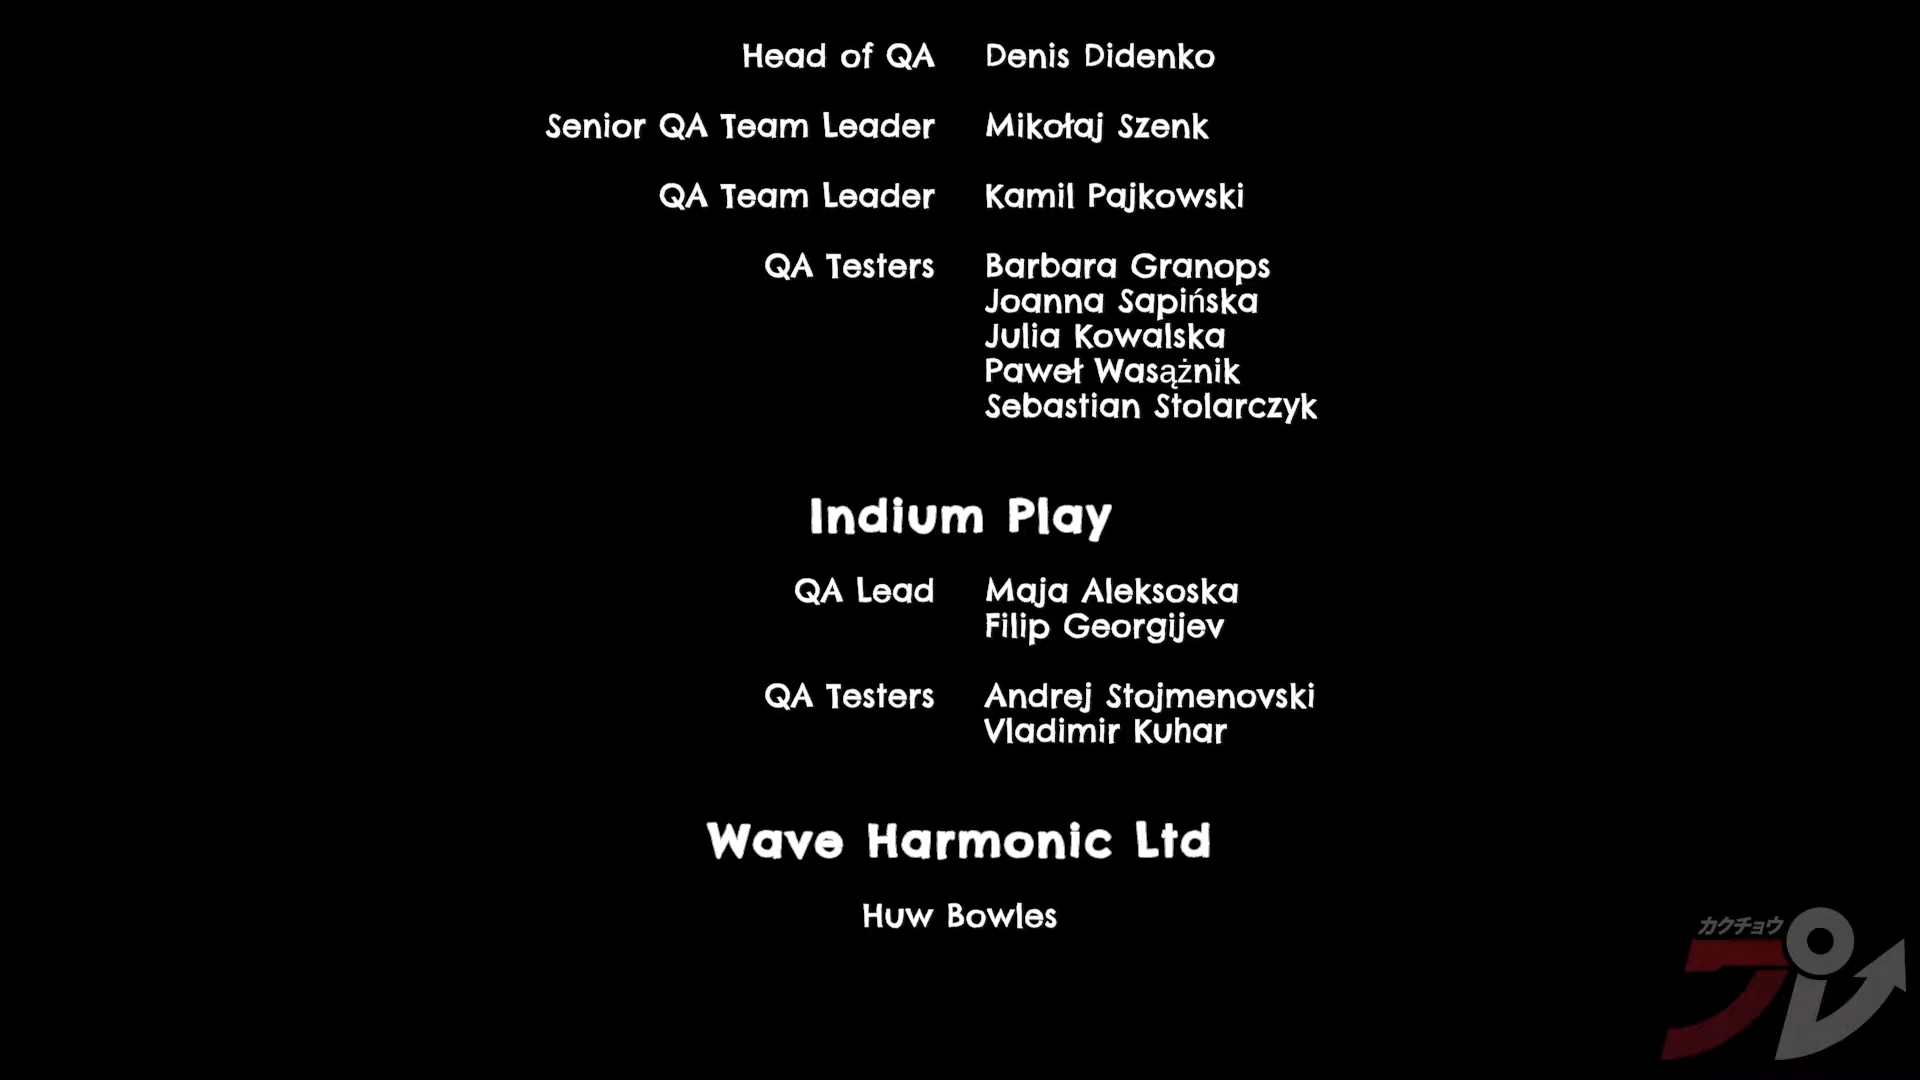 Head of QA Denis Didenko
Senior QA Team Leader Mikołaj Szenk
QA Team Leader Kamil Pajkowski
QA Testers Barbara Granops
Joanna Sapińska
Julia Kowalska
Paweł Wasążnik
Sebastian Stolarczyk
Indium Play
QA Lead Maja Aleksoska
Filip Georgijev
QA Testers Andrej Stojmenovski
Vladimir Kuhar
Wave Harmonic Ltd
Huw Bowles
カクチョウ
プレ